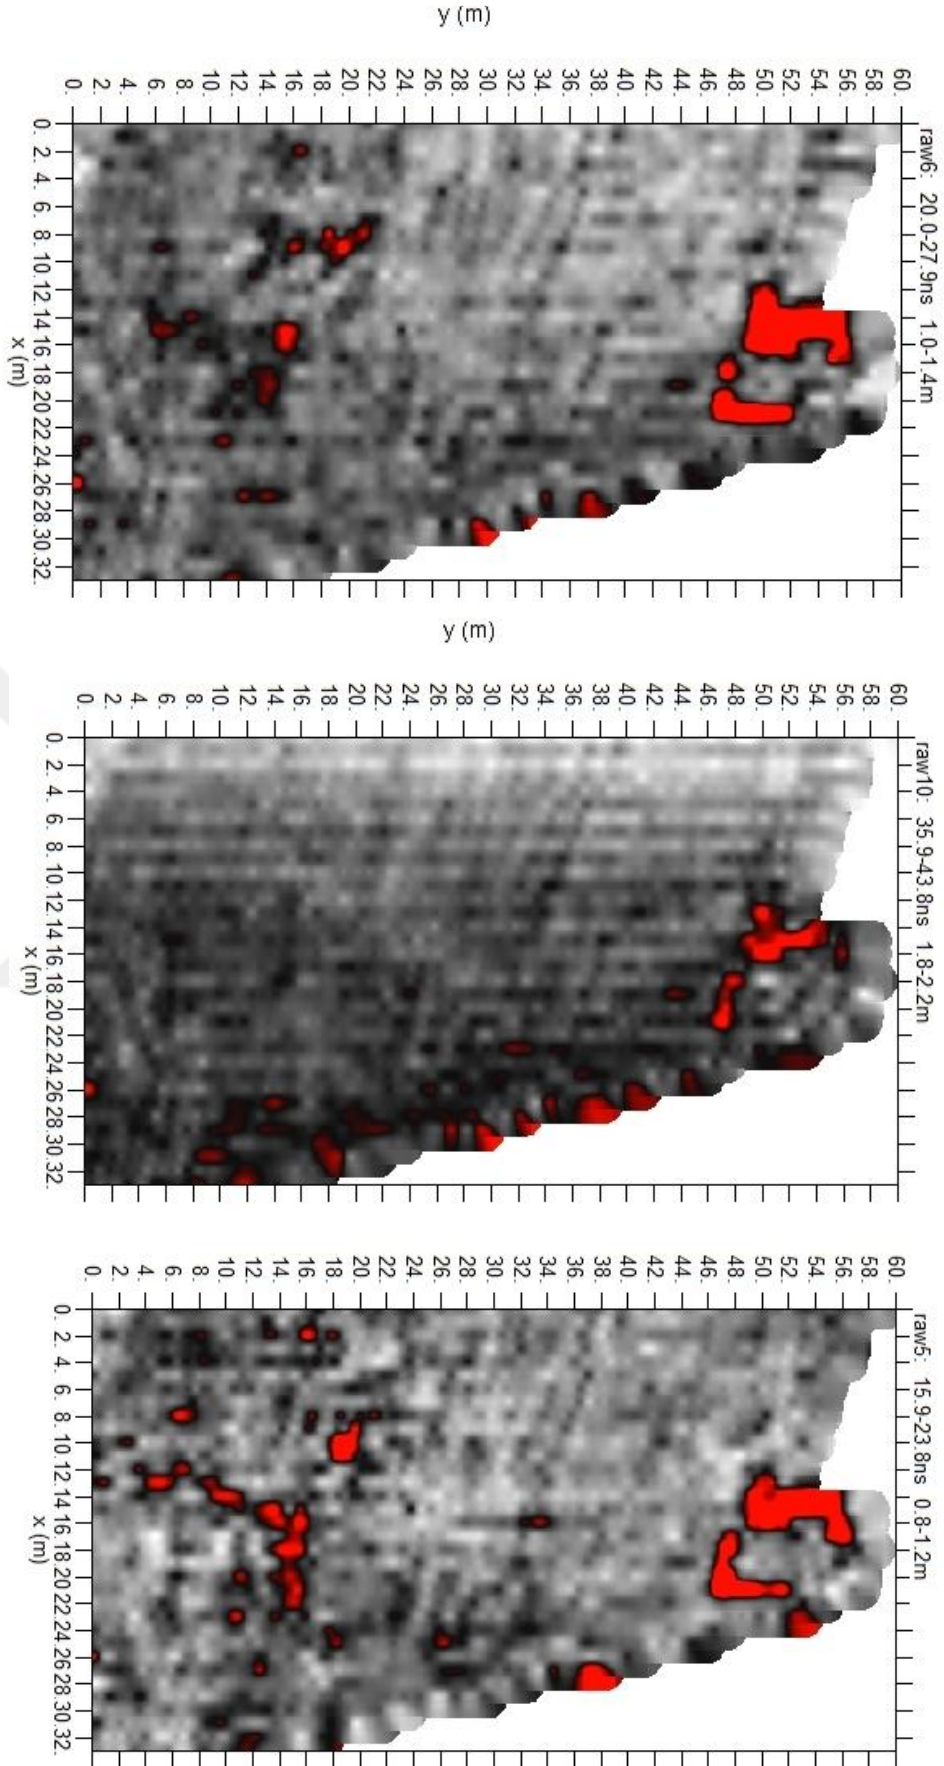 y (m)
0. 2. 4. 6. 8. 10. 12. 14. 16. 18. 20. 22. 24. 26. 28. 30. 32. 34. 36. 38. 40. 42. 44. 46. 48. 50. 52. 54. 56. 58. 60.
raw6: 20.0-27.9ns 1.0-1.4m
0. 2. 4. 6. 8. 10. 12. 14. 16. 18. 20. 22. 24. 26. 28. 30. 32.
x (m)
y (m)
0. 2. 4. 6. 8. 10. 12. 14. 16. 18. 20. 22. 24. 26. 28. 30. 32. 34. 36. 38. 40. 42. 44. 46. 48. 50. 52. 54. 56. 58. 60.
raw10: 35.9-43.8ns 1.8-2.2m
0. 2. 4. 6. 8. 10. 12. 14. 16. 18. 20. 22. 24. 26. 28. 30. 32.
x (m)
0. 2. 4. 6. 8. 10. 12. 14. 16. 18. 20. 22. 24. 26. 28. 30. 32. 34. 36. 38. 40. 42. 44. 46. 48. 50. 52. 54. 56. 58. 60.
raw5: 15.9-23.8ns 0.8-1.2m
0. 2. 4. 6. 8. 10. 12. 14. 16. 18. 20. 22. 24. 26. 28. 30. 32.
x (m)